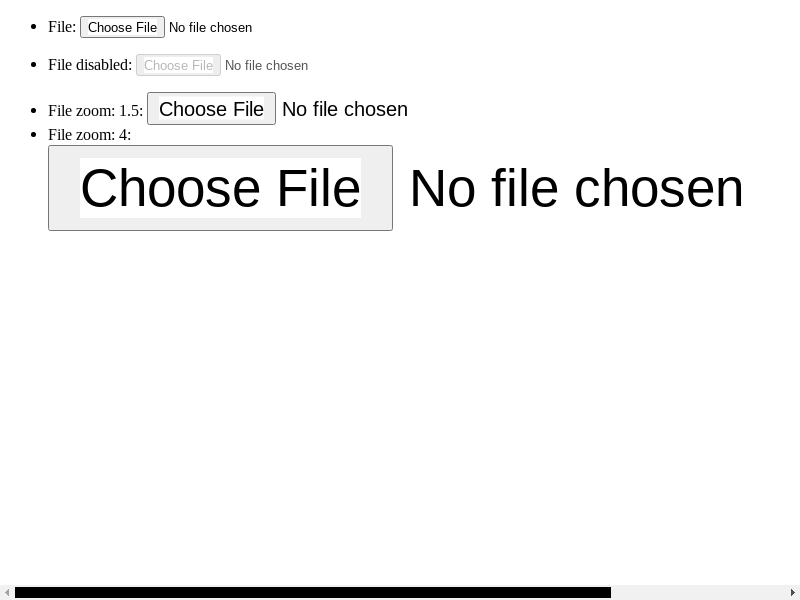 File: Choose File No file chosen
File disabled: Choose File No file chosen
File zoom: 1.5: Choose File No file chosen
File zoom: 4:
Choose File No file chosen